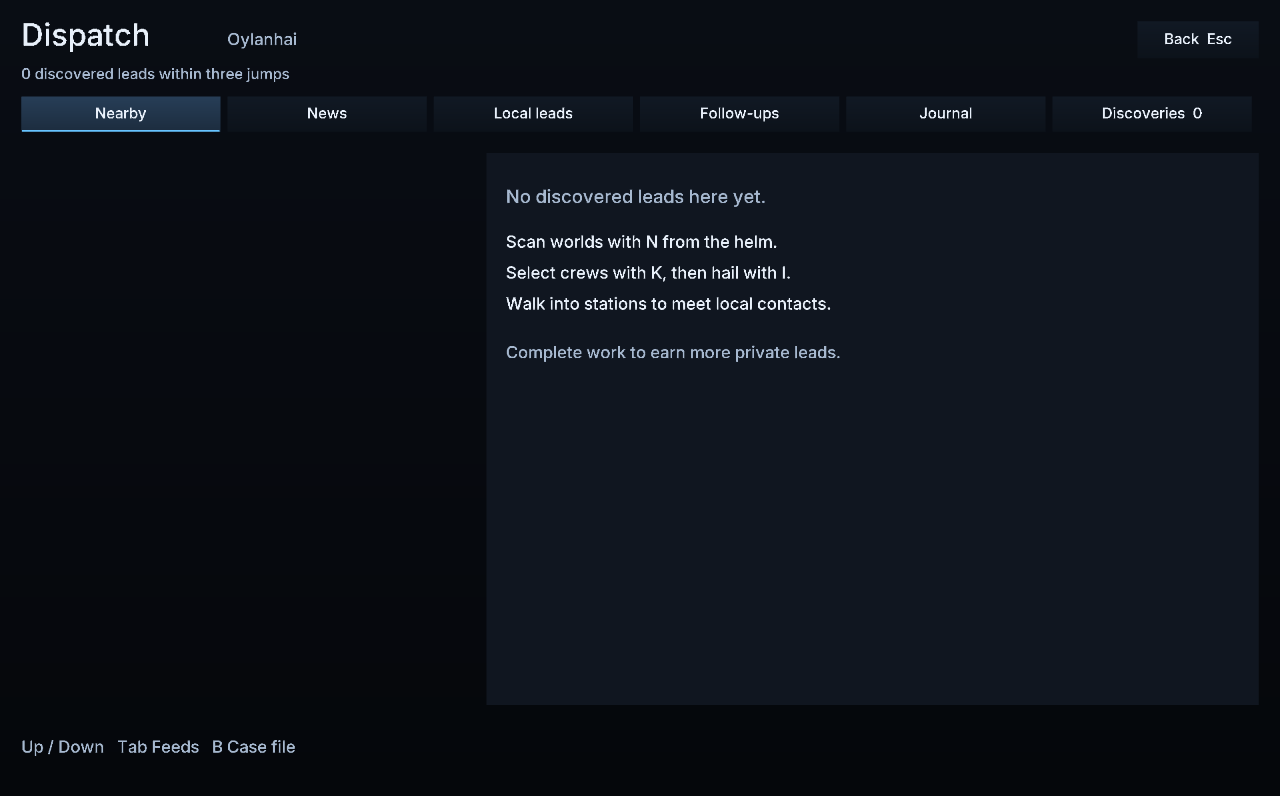 Dispatch
Oylanhai
Back Esc
0 discovered leads within three jumps
Nearby
News
Local leads
Follow-ups
Journal
Discoveries 0
No discovered leads here yet.
Scan worlds with N from the helm.
Select crews with K, then hail with I.
Walk into stations to meet local contacts.
Complete work to earn more private leads.
Up / Down Tab Feeds B Case file